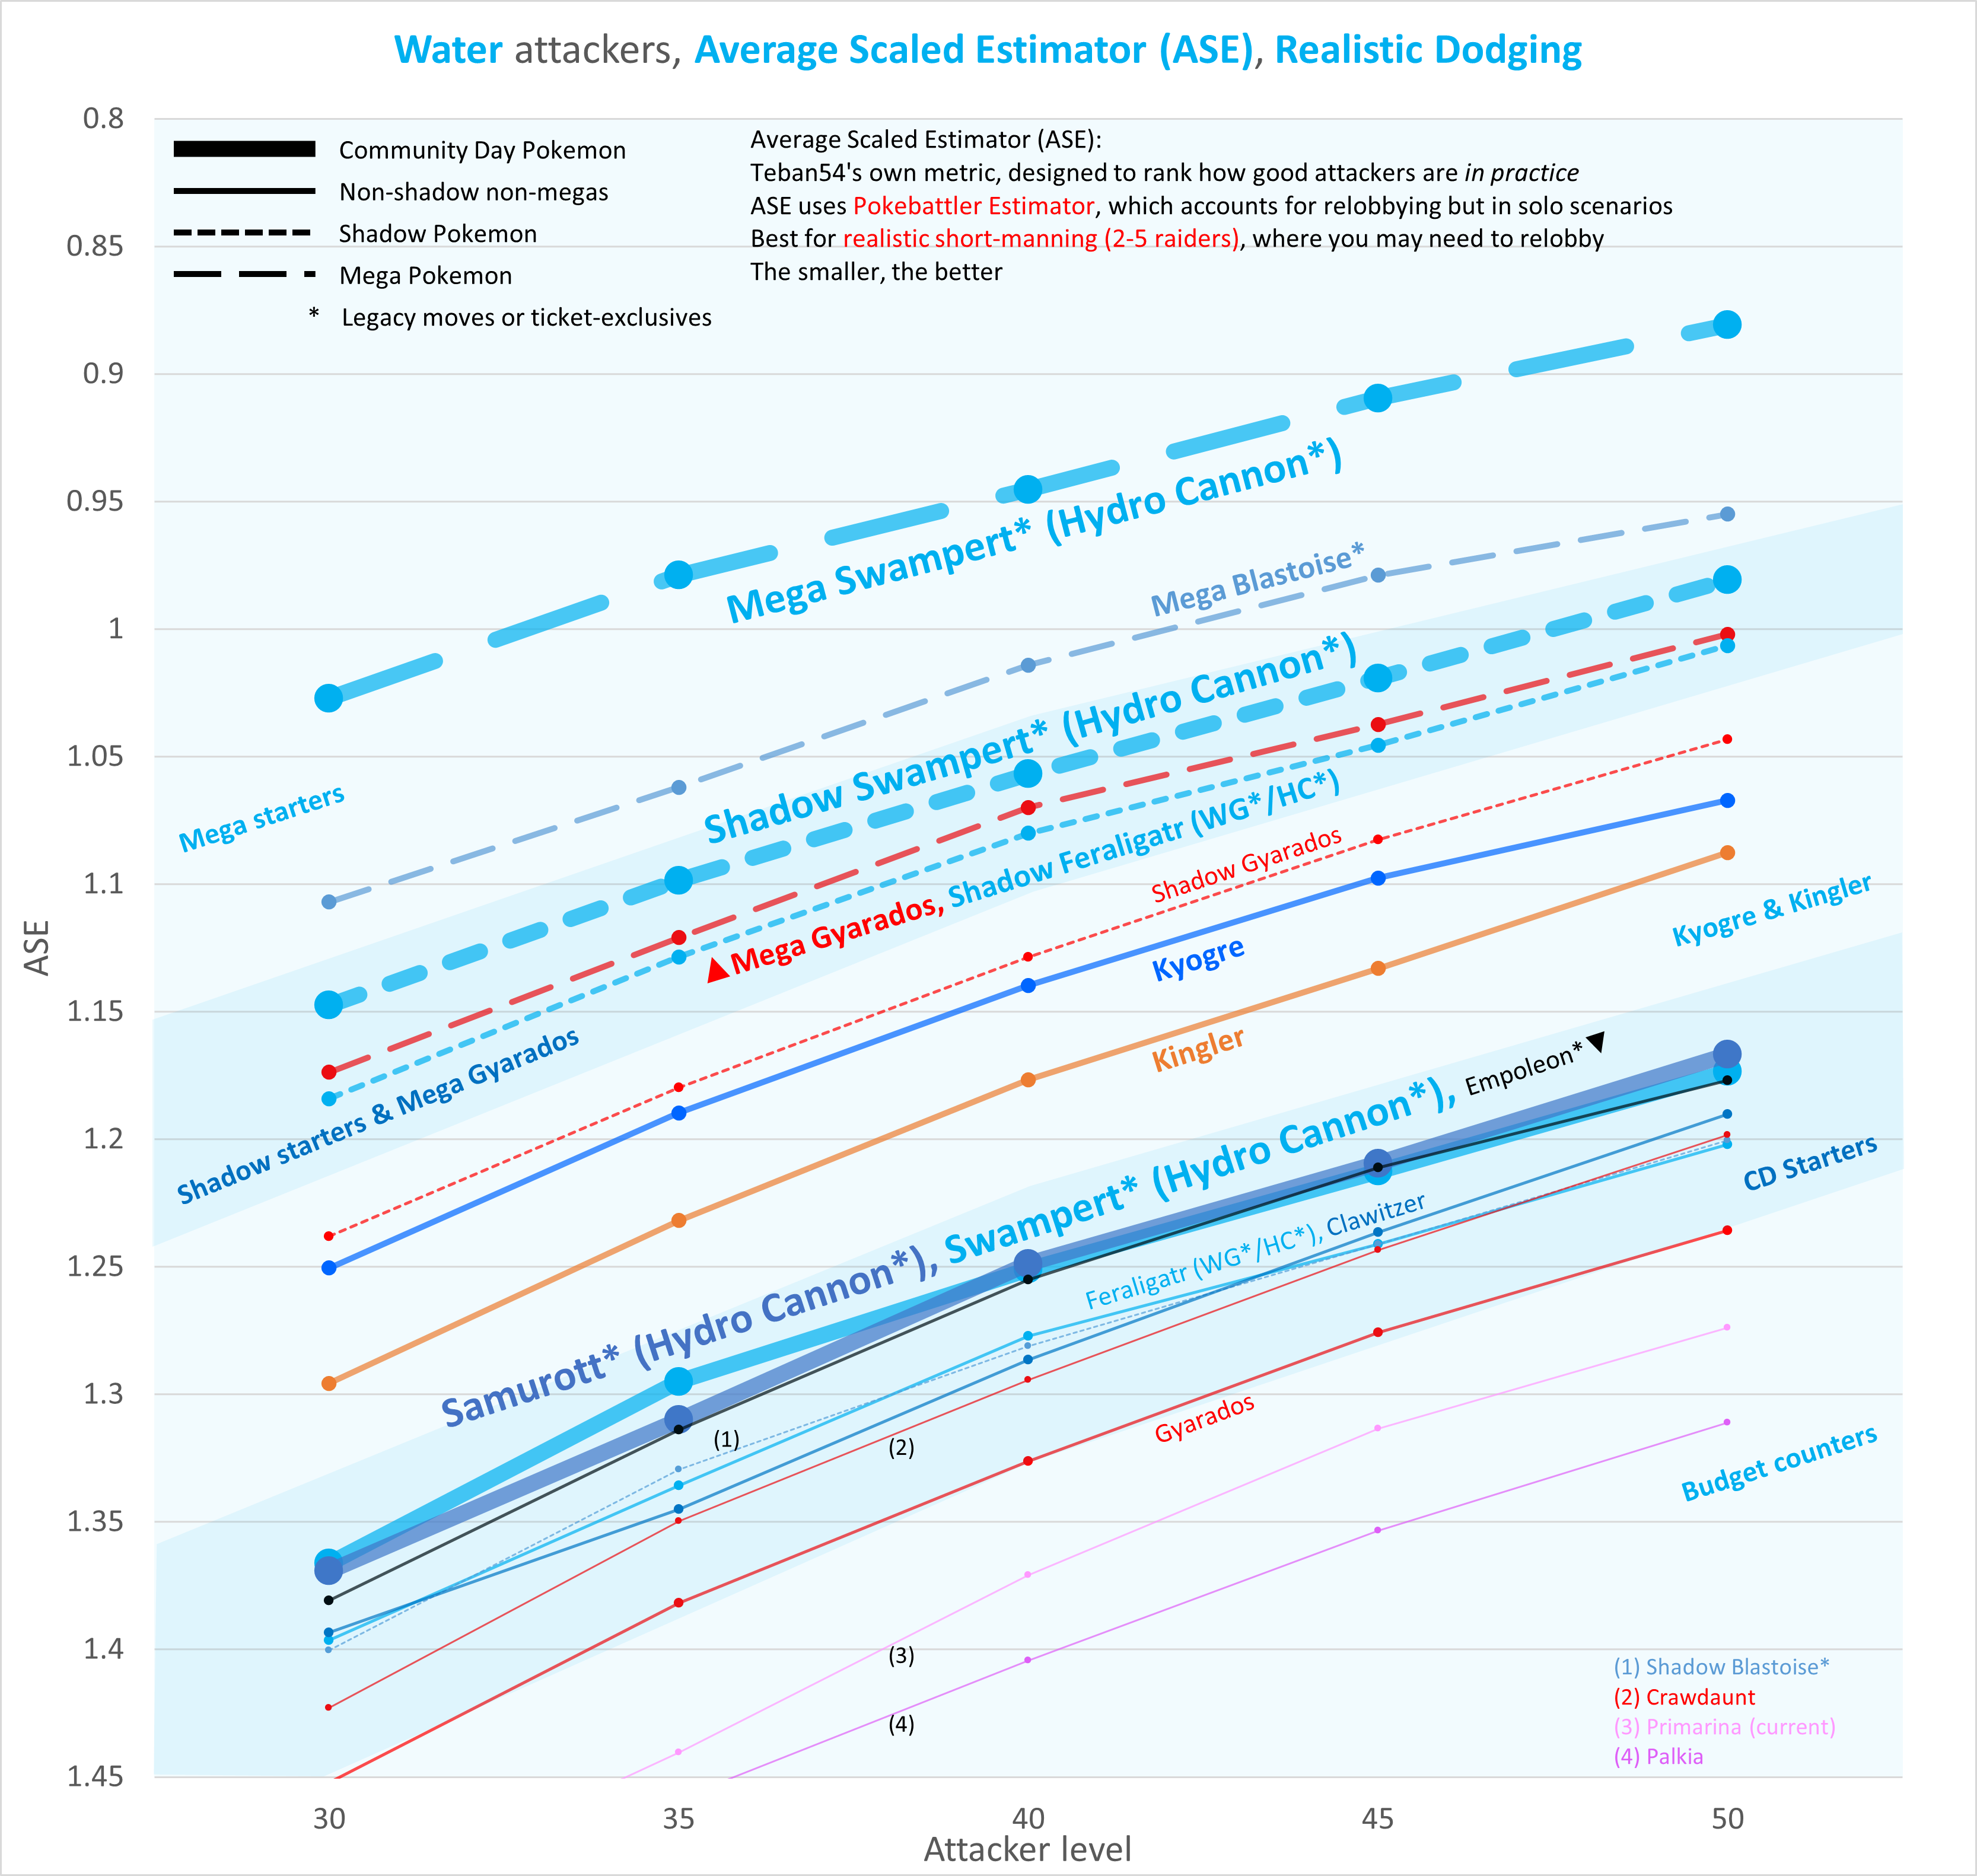 Water attackers, Average Scaled Estimator (ASE), Realistic Dodging
0.8
0.85
0.9
0.95
1
1.05
1.1
1.15
1.2
1.25
1.3
1.35
1.4
1.45
ASE
Community Day Pokemon
Non-shadow non-megas
Shadow Pokemon
Mega Pokemon
* Legacy moves or ticket-exclusives
Average Scaled Estimator (ASE):
Teban54's own metric, designed to rank how good attackers are in practice
ASE uses Pokebattler Estimator, which accounts for relobbying but in solo scenarios
Best for realistic short-manning (2-5 raiders), where you may need to relobby
The smaller, the better
Mega Swampert* (Hydro Cannon*)
Mega Blastoise*
Mega starters
Shadow Swampert* (Hydro Cannon*)
▲Mega Gyarados, Shadow Feraligatr (WG*/HC*)
Shadow Gyarados
Shadow starters & Mega Gyarados
Kyogre
Kyogre & Kingler
Kingler
Samurott* (Hydro Cannon*), Swampert* (Hydro Cannon*), Empoleon*▼
CD Starters
Feraligatr (WG*/HC*), Clawitzer
(1)
(2)
Gyarados
Budget counters
(3)
(4)
(1) Shadow Blastoise*
(2) Crawdaunt
(3) Primarina (current)
(4) Palkia
30
35
40
45
50
Attacker level